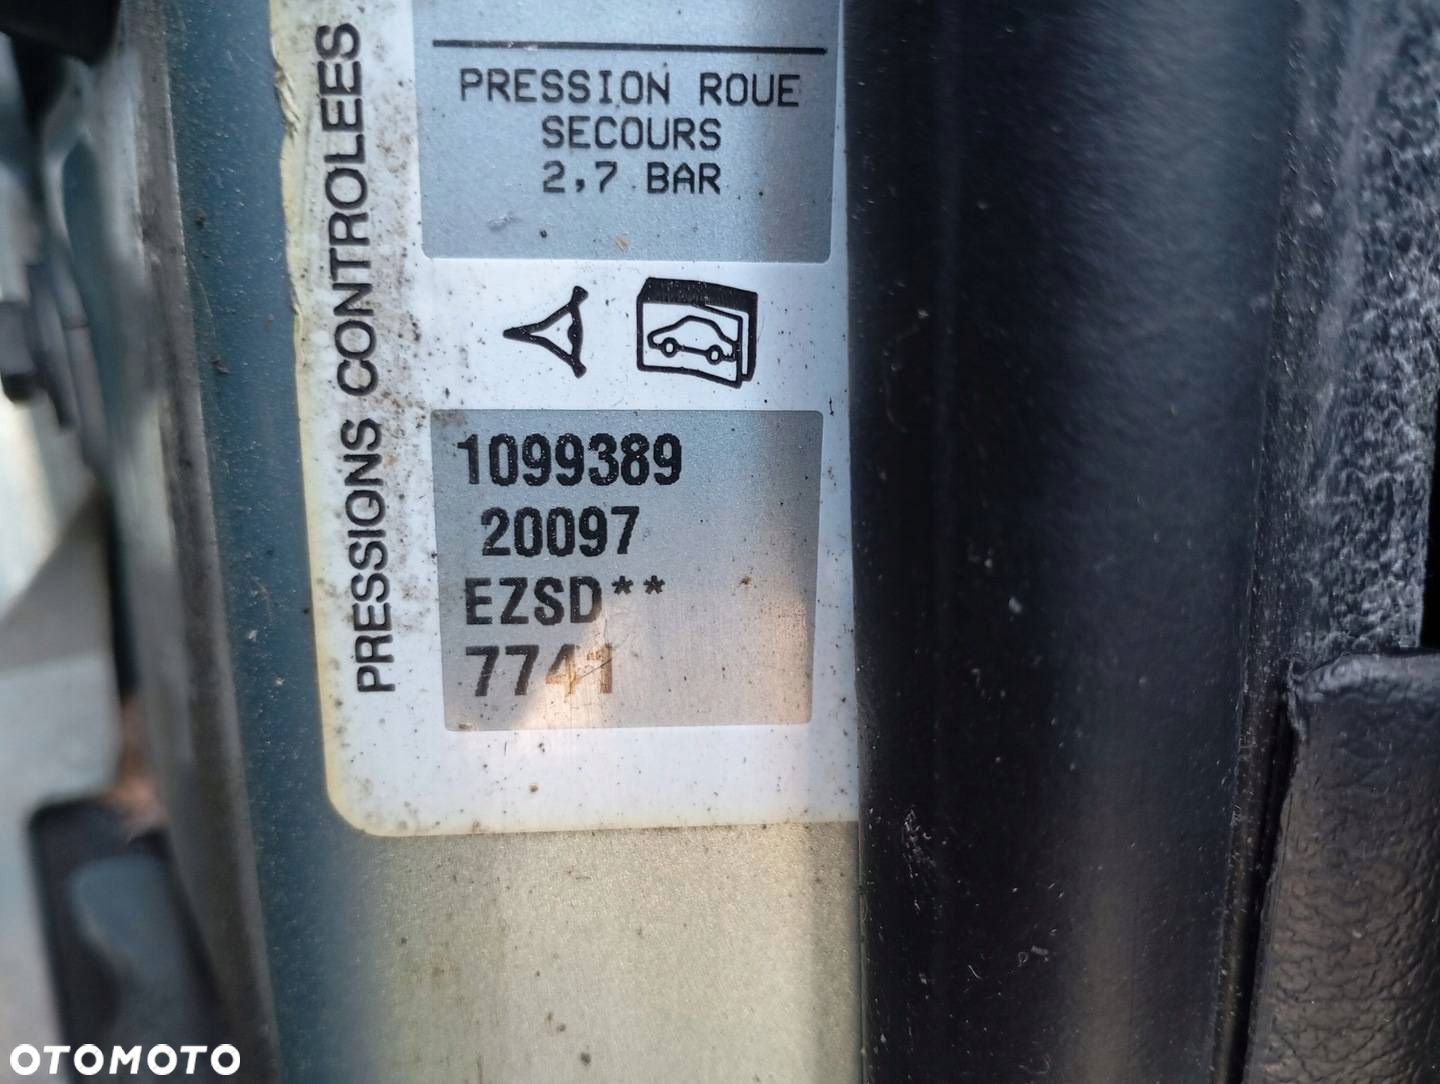 PRESSIONS CONTROLEES
PRESSION ROUE
SECOURS
2,7 BAR
1099389
20097
EZSD**
7741
OTOMOTO